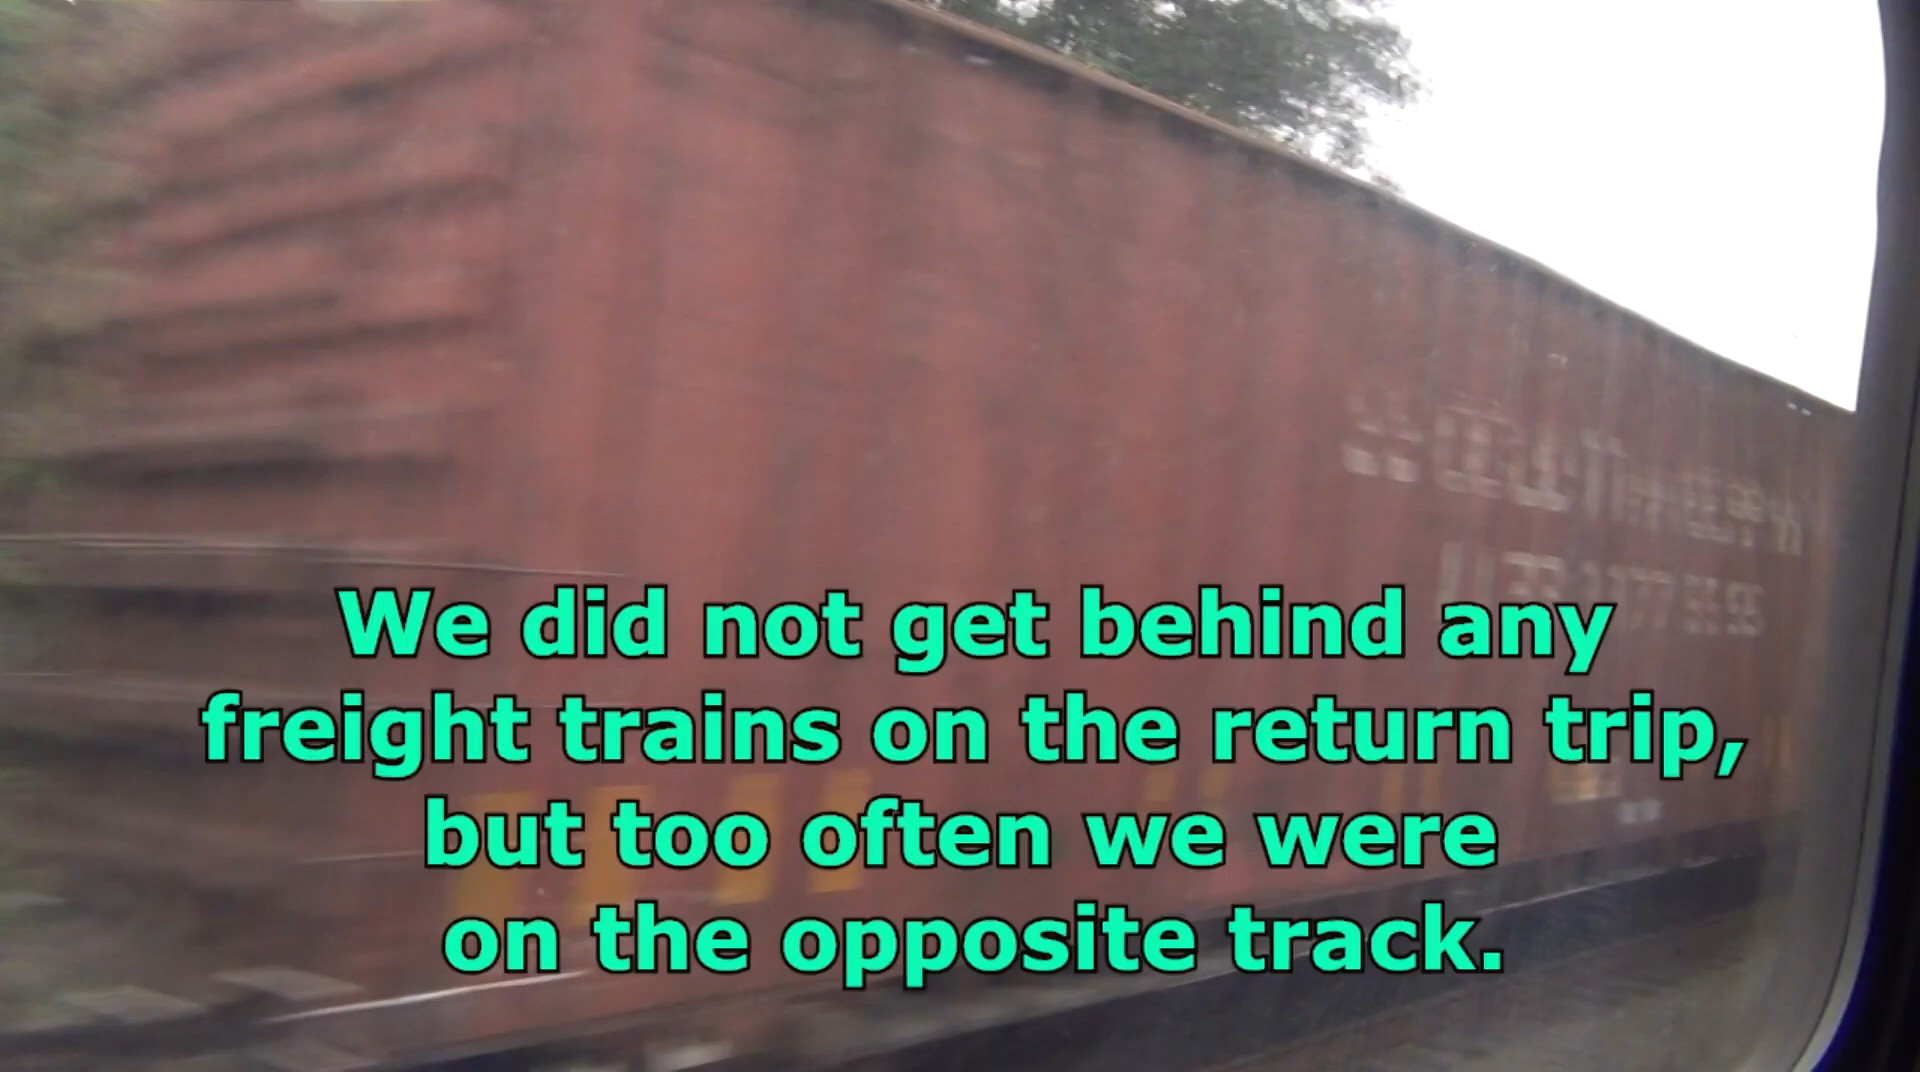 We did not get behind any
freight trains on the return trip,
but too often we were
on the opposite track.